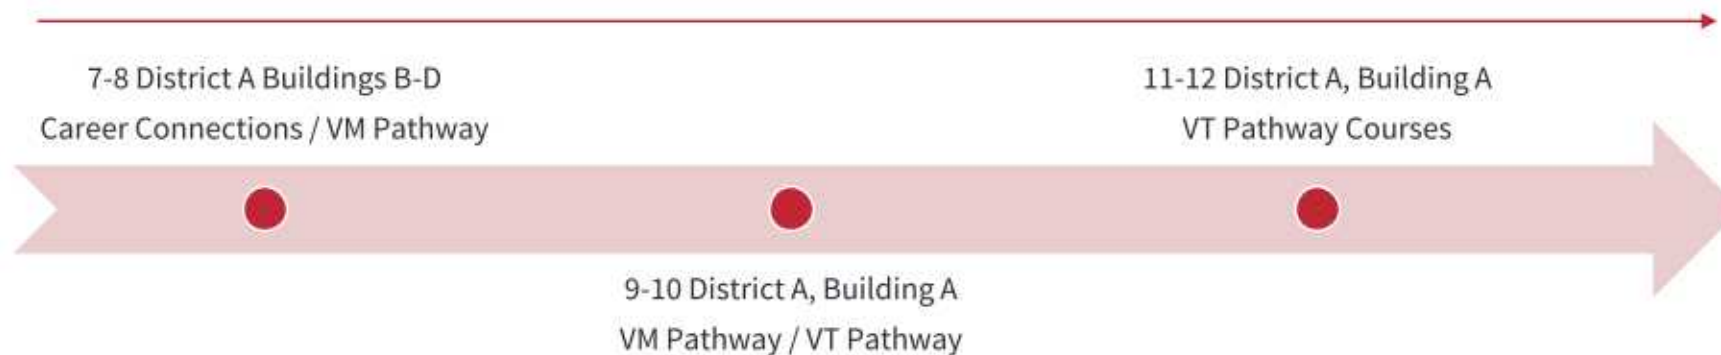 7-8 District A Buildings B-D
Career Connections / VM Pathway
11-12 District A, Building A
VT Pathway Courses
9-10 District A, Building A
VM Pathway / VT Pathway